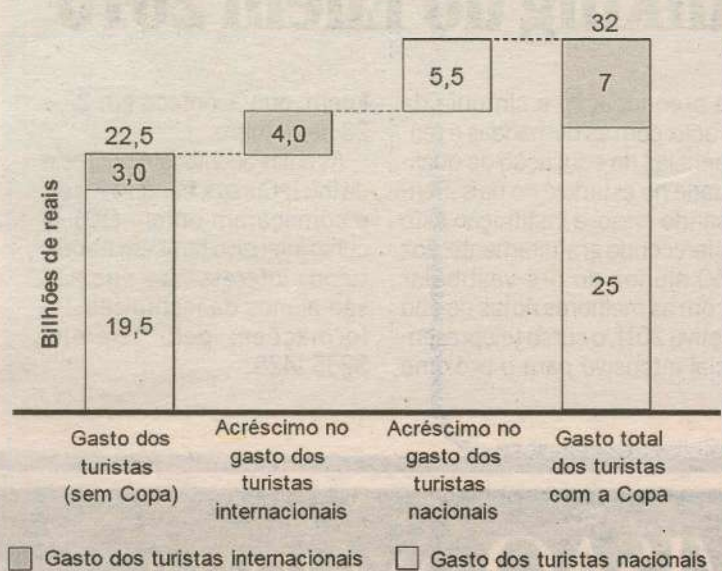 32
7
5,5
4,0
22,5
3,0
25
19,5
Bilhões de reais
Gasto dos
turistas
(sem Copa)
Acréscimo no
gasto dos
turistas
internacionais
Acréscimo no
gasto dos
turistas
nacionais
Gasto total
dos turistas
com a Copa
Gasto dos turistas internacionais
Gasto dos turistas nacionais